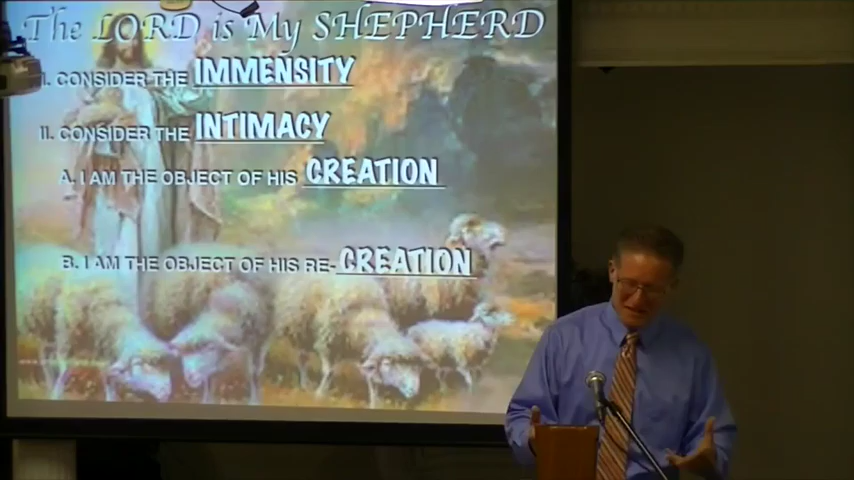 The LORD is My SHEPHERD
I. CONSIDER THE IMMENSITY
II. CONSIDER THE INTIMACY
A. I AM THE OBJECT OF HIS CREATION
B. I AM THE OBJECT OF HIS RE-CREATION